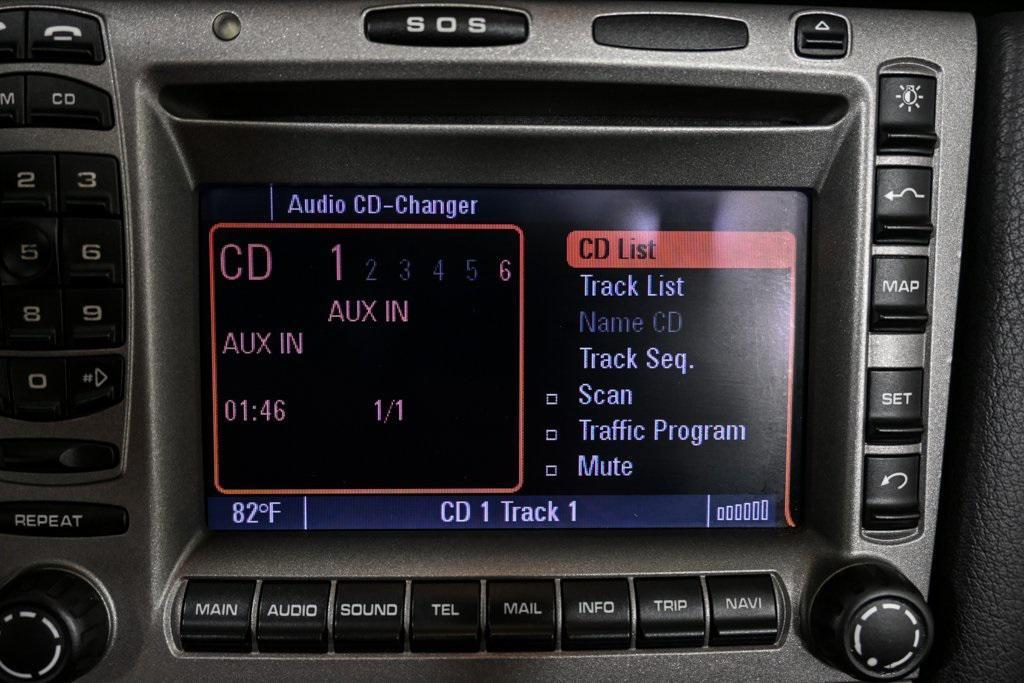 SOS
M CD
2 3
5 6
8 9
0 #
REPEAT
Audio CD-Changer
CD 1 2 3 4 5 6
AUX IN
AUX IN
01:46 1/1
CD List
Track List
Name CD
Track Seq.
Scan
Traffic Program
Mute
82°F CD 1 Track 1
MAP
SET
MAIN AUDIO SOUND TEL MAIL INFO TRIP NAVI